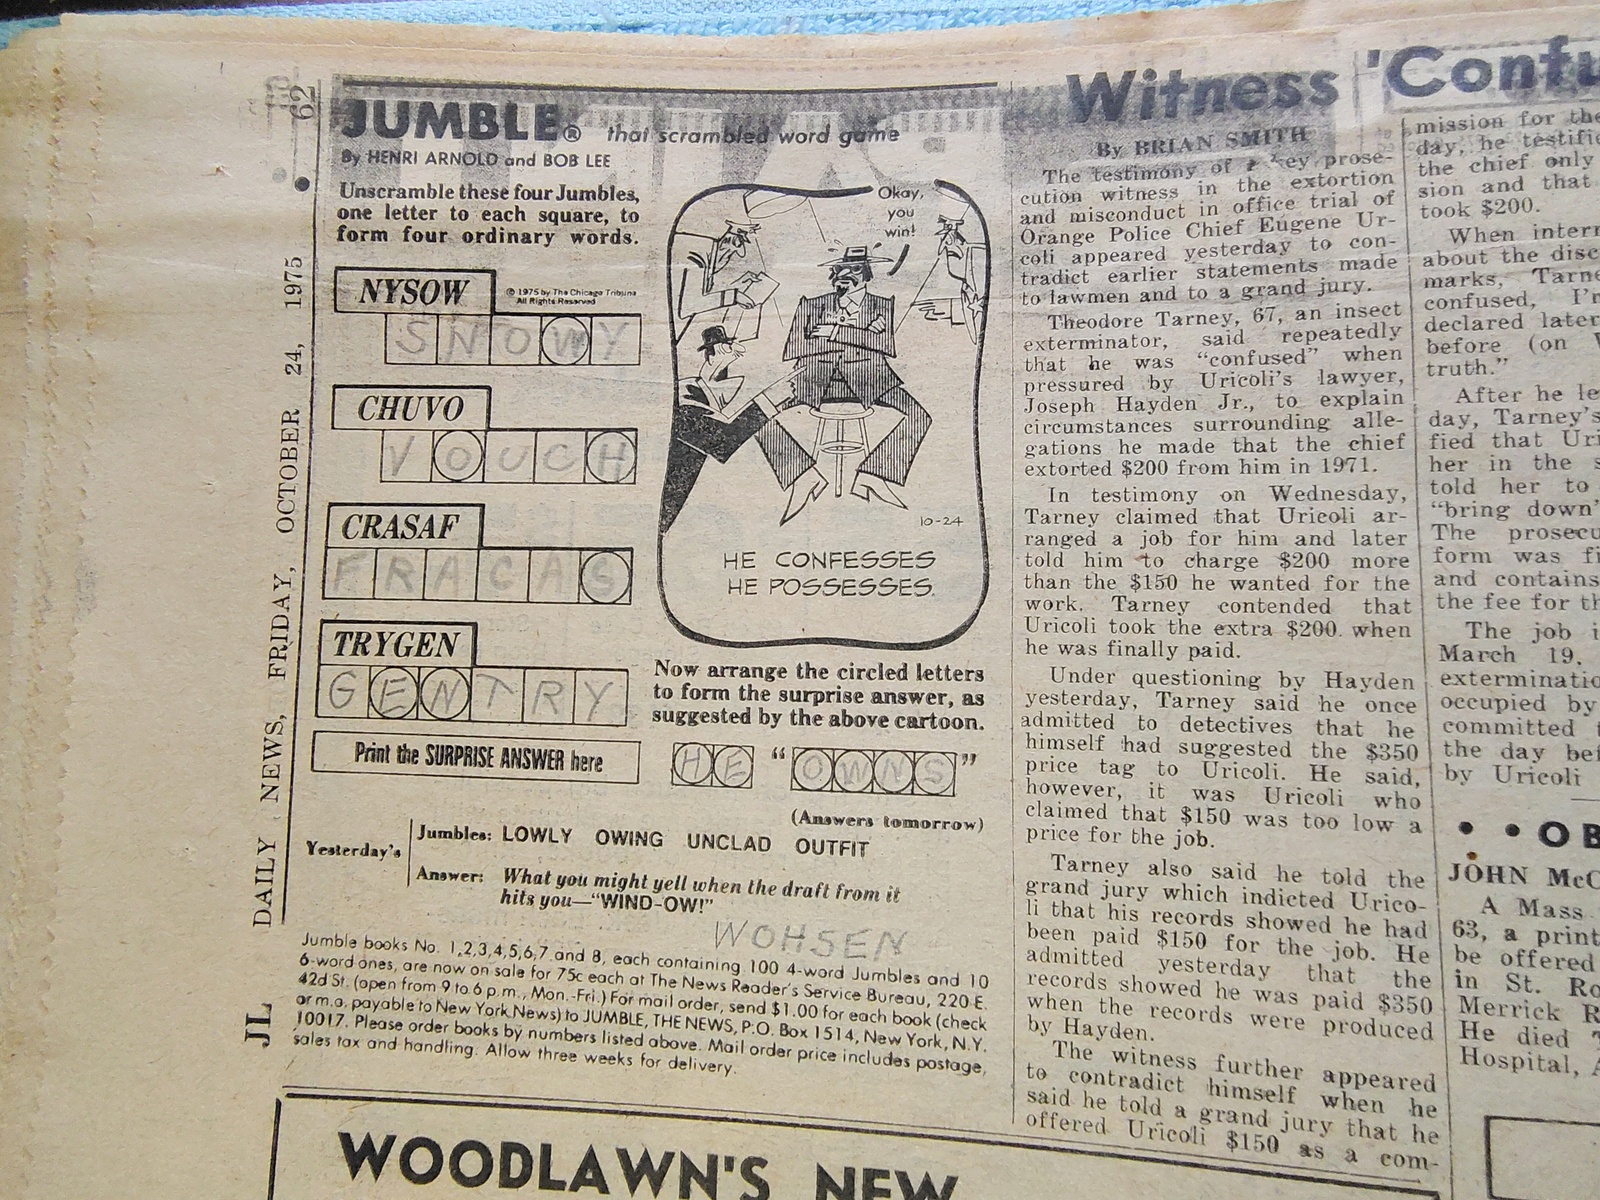 62
JL DAILY NEWS, FRIDAY, OCTOBER 24, 1975
JUMBLE® that scrambled word game
By HENRI ARNOLD and BOB LEE
Unscramble these four Jumbles,
one letter to each square, to
form four ordinary words.
NYSOW
© 1975 by The Chicago Tribune
All Rights Reserved
SNOWY
CHUVO
VOUCH
CRASAF
FRACAS
TRYGEN
GENTRY
Print the SURPRISE ANSWER here
Okay,
you
win!
10-24
HE CONFESSES
HE POSSESSES.
Now arrange the circled letters
to form the surprise answer, as
suggested by the above cartoon.
HE "OWNS"
(Answers tomorrow)
Yesterday's
Jumbles: LOWLY OWING UNCLAD OUTFIT
Answer: What you might yell when the draft from it
hits you—"WIND-OW!"
WOHSEN
Jumble books No. 1,2,3,4,5,6,7 and 8, each containing 100 4-word Jumbles and 10
6-word ones, are now on sale for 75c each at The News Reader's Service Bureau, 220 E.
42d St. (open from 9 to 6 p.m., Mon.-Fri.) For mail order, send $1.00 for each book (check
or m.o. payable to New York News) to JUMBLE, THE NEWS, P.O. Box 1514, New York, N.Y.
10017. Please order books by numbers listed above. Mail order price includes postage,
sales tax and handling. Allow three weeks for delivery.
WOODLAWN'S NEW
Witness 'Confu
By BRIAN SMITH
The testimony of a key prose-
cution witness in the extortion
and misconduct in office trial of
Orange Police Chief Eugene Ur-
coli appeared yesterday to con-
tradict earlier statements made
to lawmen and to a grand jury.
Theodore Tarney, 67, an insect
exterminator, said repeatedly
that he was "confused" when
pressured by Uricoli's lawyer,
Joseph Hayden Jr., to explain
circumstances surrounding alle-
gations he made that the chief
extorted $200 from him in 1971.
In testimony on Wednesday,
Tarney claimed that Uricoli ar-
ranged a job for him and later
told him to charge $200 more
than the $150 he wanted for the
work. Tarney contended that
Uricoli took the extra $200 when
he was finally paid.
Under questioning by Hayden
yesterday, Tarney said he once
admitted to detectives that he
himself had suggested the $350
price tag to Uricoli. He said,
however, it was Uricoli who
claimed that $150 was too low a
price for the job.
Tarney also said he told the
grand jury which indicted Urico-
li that his records showed he had
been paid $150 for the job. He
admitted yesterday that the
records showed he was paid $350
when the records were produced
by Hayden.
The witness further appeared
to contradict himself when he
said he told a grand jury that he
offered Uricoli $150 as a com-
mission for the
day, he testifie
the chief only
sion and that
took $200.
When interr
about the disc
marks, Tarne
confused, I'm
declared later
before (on W
truth."
After he le
day, Tarney's
fied that Uri
her in the s
told her to
"bring down"
The prosecu
form was fi
and contains
the fee for th
The job i
March 19,
exterminatio
occupied by
committed t
the day bef
by Uricoli
• • OB
JOHN McC
A Mass
63, a print
be offered
in St. Ro
Merrick R
He died T
Hospital, A